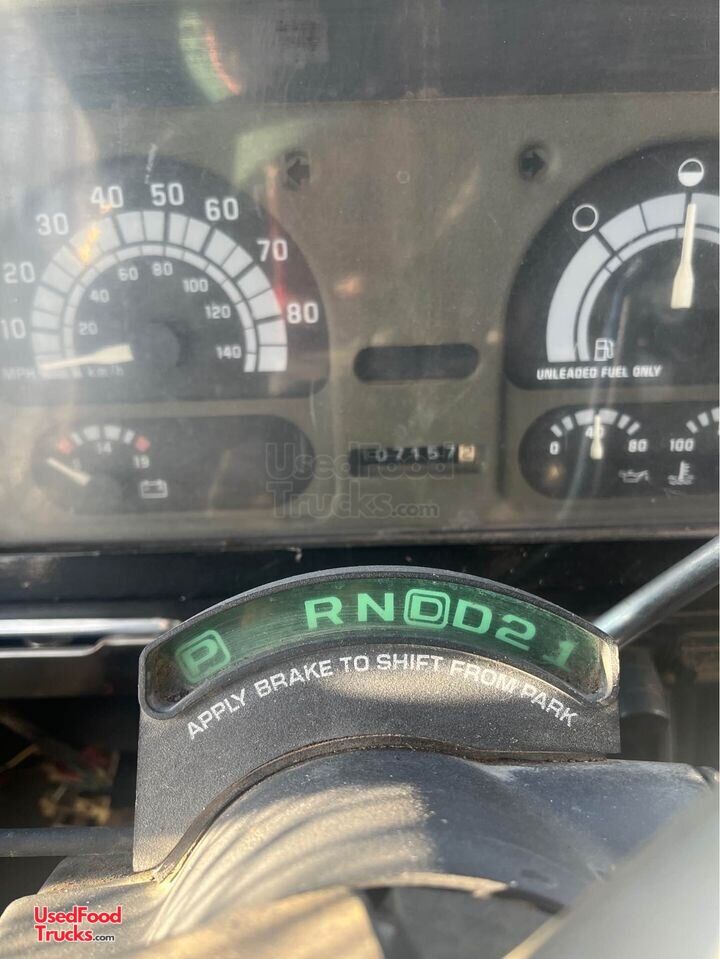 10 20 30 40 50 60 70 80
20 40 60 80 100 120 140
MPH km/h
UNLEADED FUEL ONLY
14 19
0 40 80
100
071572
UsedFood
Trucks.com
P R N D D 2 1
APPLY BRAKE TO SHIFT FROM PARK
UsedFood
Trucks.com